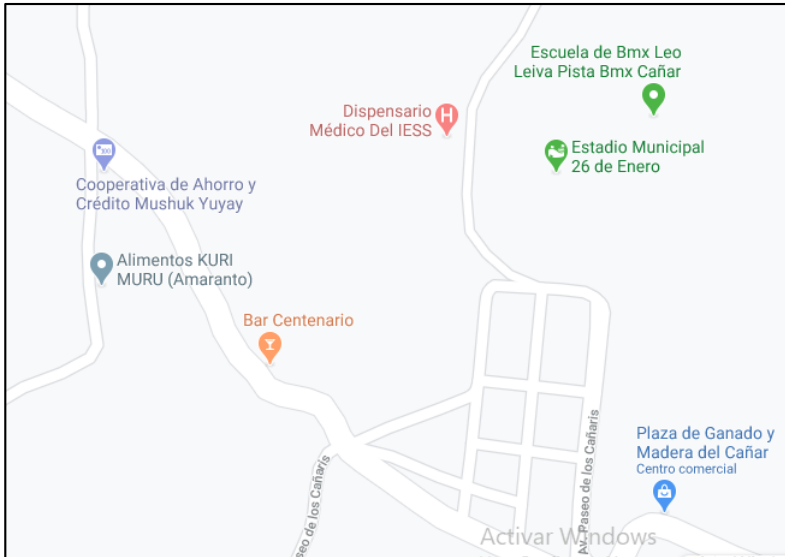 Escuela de Bmx Leo
Leiva Pista Bmx Cañar
Dispensario
Médico Del IESS
H
Estadio Municipal
26 de Enero
Cooperativa de Ahorro y
Crédito Mushuk Yuyay
Alimentos KURI
MURU (Amaranto)
Bar Centenario
Plaza de Ganado y
Madera del Cañar
Centro comercial
Av. Paseo de los Cañaris
seo de los Cañaris
Activar Windows